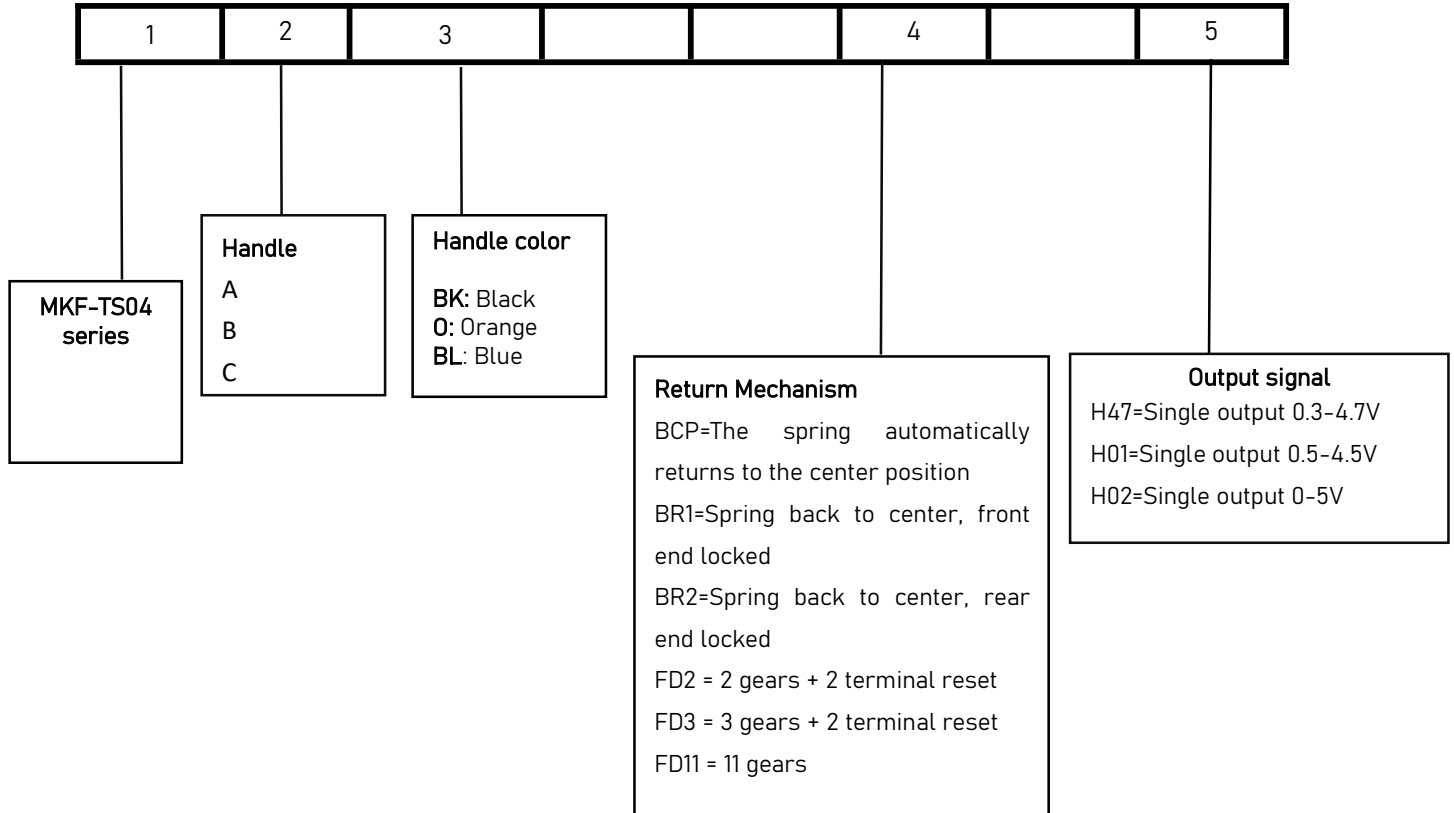 1 2 3 4 5
MKF-TS04
series
Handle
A
B
C
Handle color
BK: Black
O: Orange
BL: Blue
Return Mechanism
BCP=The spring automatically
returns to the center position
BR1=Spring back to center, front
end locked
BR2=Spring back to center, rear
end locked
FD2 = 2 gears + 2 terminal reset
FD3 = 3 gears + 2 terminal reset
FD11 = 11 gears
Output signal
H47=Single output 0.3-4.7V
H01=Single output 0.5-4.5V
H02=Single output 0-5V